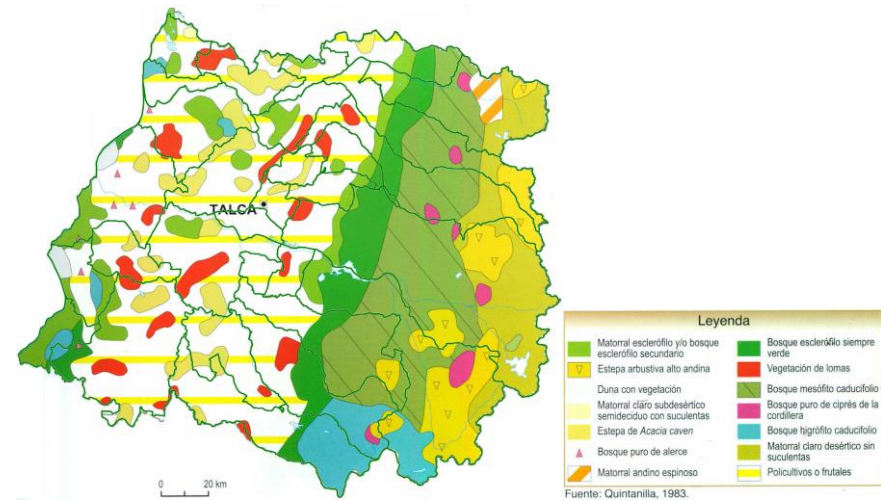 TALCA
0 20 km
Leyenda
Matorral esclerófilo y/o bosque
esclerófilo secundario
Estepa arbustiva alto andina
Duna con vegetación
Matorral claro subdesértico
semideciduo con suculentas
Estepa de Acacia caven
Bosque puro de alerce
Matorral andino espinoso
Bosque esclerófilo siempre
verde
Vegetación de lomas
Bosque mesófito caducifolio
Bosque puro de ciprés de la
cordillera
Bosque higrófito caducifolio
Matorral claro desértico sin
suculentas
Policultivos o frutales
Fuente: Quintanilla, 1983.